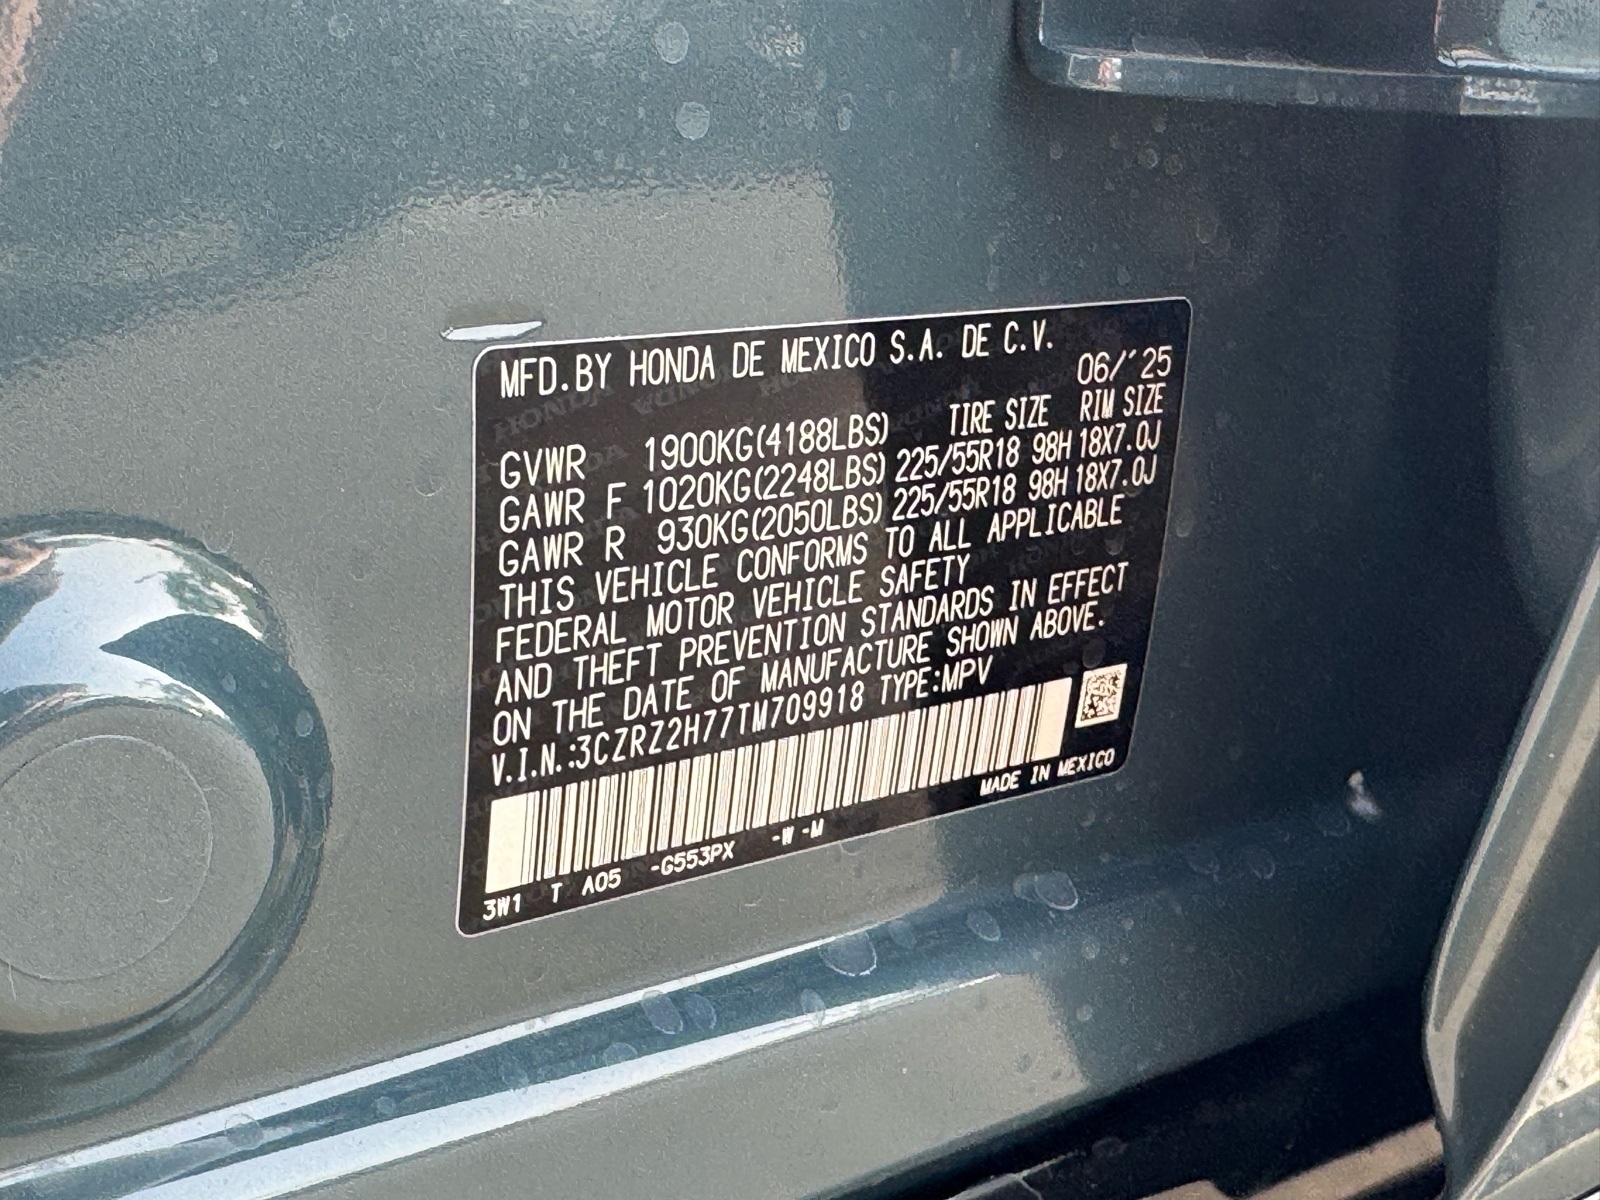 MFD.BY HONDA DE MEXICO S.A. DE C.V.
06/'25
TIRE SIZE RIM SIZE
GVWR 1900KG(4188LBS)
GAWR F 1020KG(2248LBS) 225/55R18 98H 18X7.0J
GAWR R 930KG(2050LBS) 225/55R18 98H 18X7.0J
THIS VEHICLE CONFORMS TO ALL APPLICABLE
FEDERAL MOTOR VEHICLE SAFETY
AND THEFT PREVENTION STANDARDS IN EFFECT
ON THE DATE OF MANUFACTURE SHOWN ABOVE.
V.I.N.:3CZRZ2H77TM709918 TYPE:MPV
MADE IN MEXICO
3W1 T A05 -G553PX -W -M